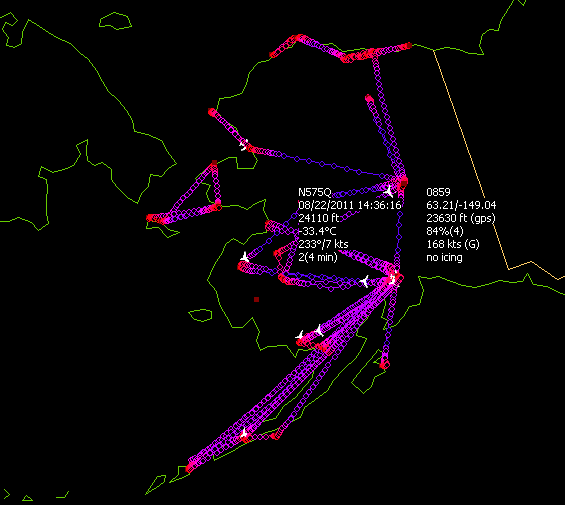 N575Q 0859
08/22/2011 14:36:16 63.21/-149.04
24110 ft 23630 ft (gps)
-33.4°C 84%(4)
233°/7 kts 168 kts (G)
2(4 min) no icing